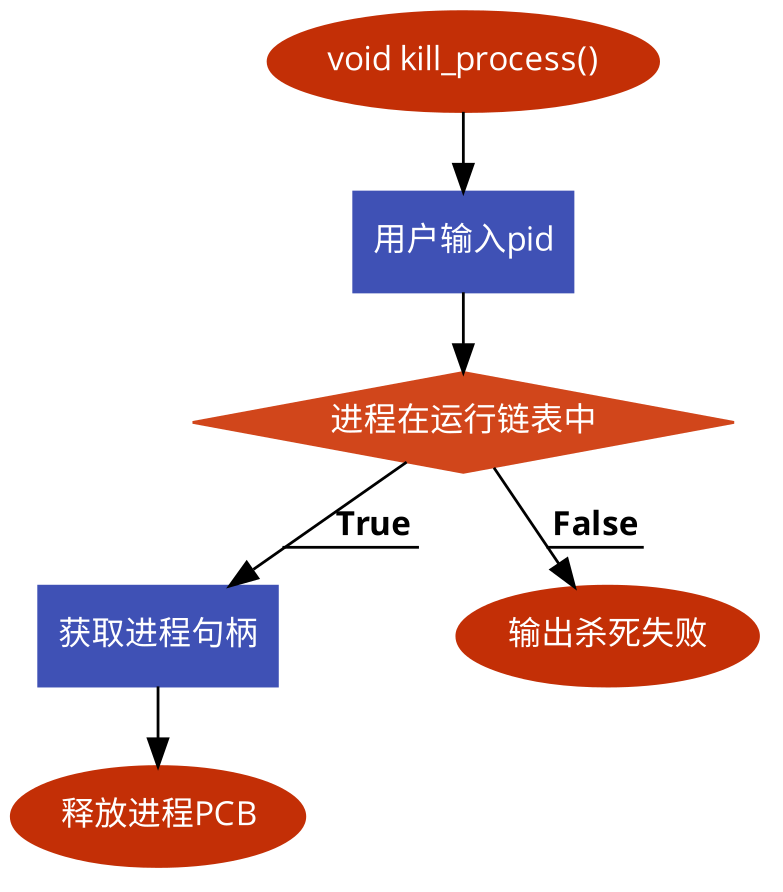 void kill_process()
用户输入pid
进程在运行链表中
True
False
获取进程句柄
输出杀死失败
释放进程PCB